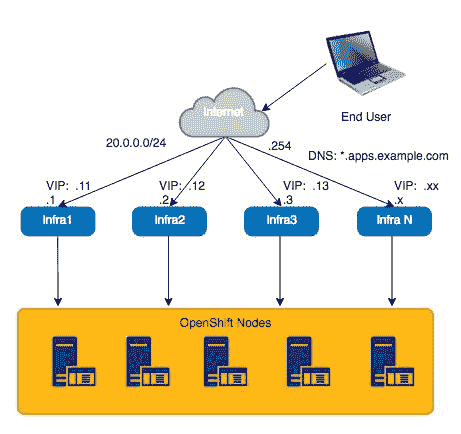 Internet
End User
20.0.0.0/24
.254
DNS: *.apps.example.com
VIP: .11
VIP: .12
VIP: .13
VIP: .xx
.1
.2
.3
.x
Infra1
Infra2
Infra3
Infra N
OpenShift Nodes